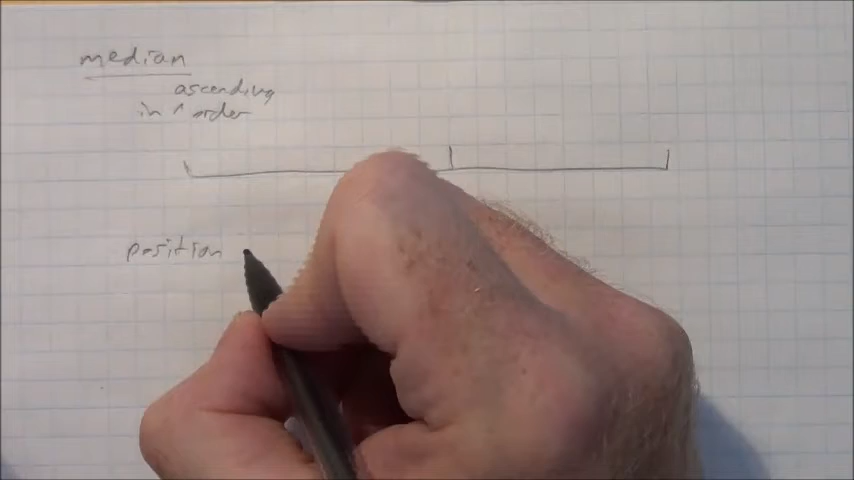 median
ascending
in ^ order
position